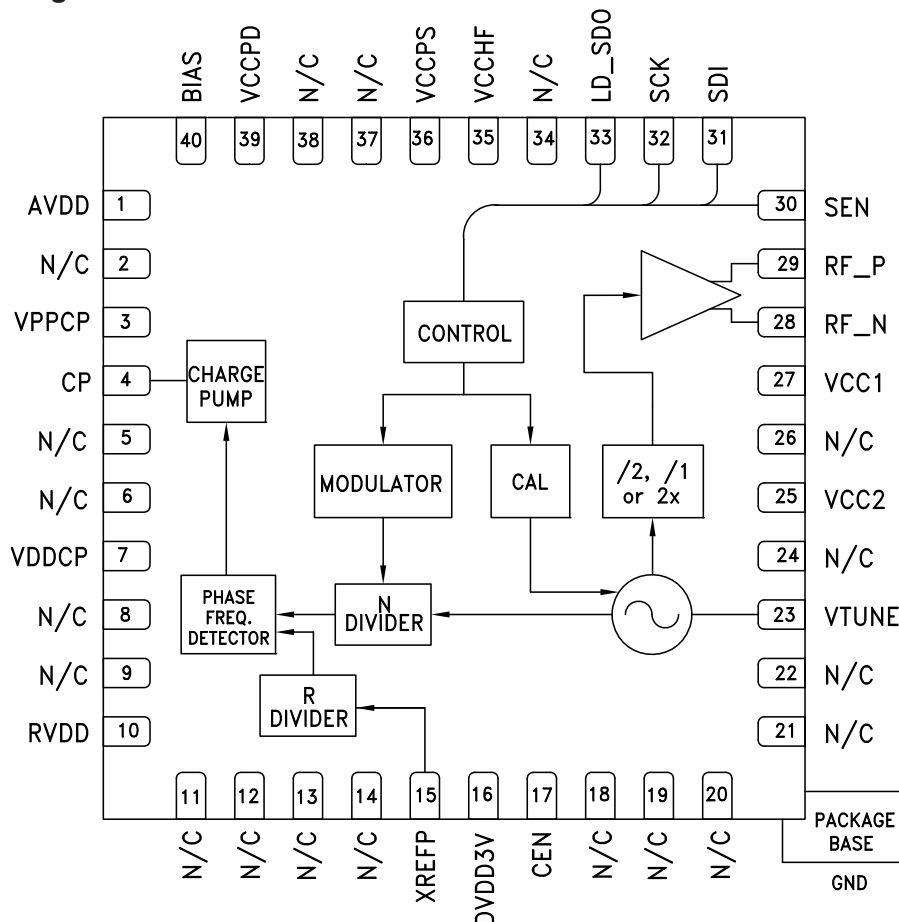 BIAS
VCCPD
N/C
N/C
VCCPS
VCCHF
N/C
LD_SDO
SCK
SDI
40
39
38
37
36
35
34
33
32
31
AVDD 1
N/C 2
VPPCP 3
CP 4
N/C 5
N/C 6
VDDCP 7
N/C 8
N/C 9
RVDD 10
CONTROL
CHARGE
PUMP
MODULATOR
CAL
/2, /1
or 2x
PHASE
FREQ.
DETECTOR
N
DIVIDER
R
DIVIDER
30 SEN
29 RF_P
28 RF_N
27 VCC1
26 N/C
25 VCC2
24 N/C
23 VTUNE
22 N/C
21 N/C
11
12
13
14
15
16
17
18
19
20
N/C
N/C
N/C
N/C
XREFP
DVDD3V
CEN
N/C
N/C
N/C
PACKAGE
BASE
GND